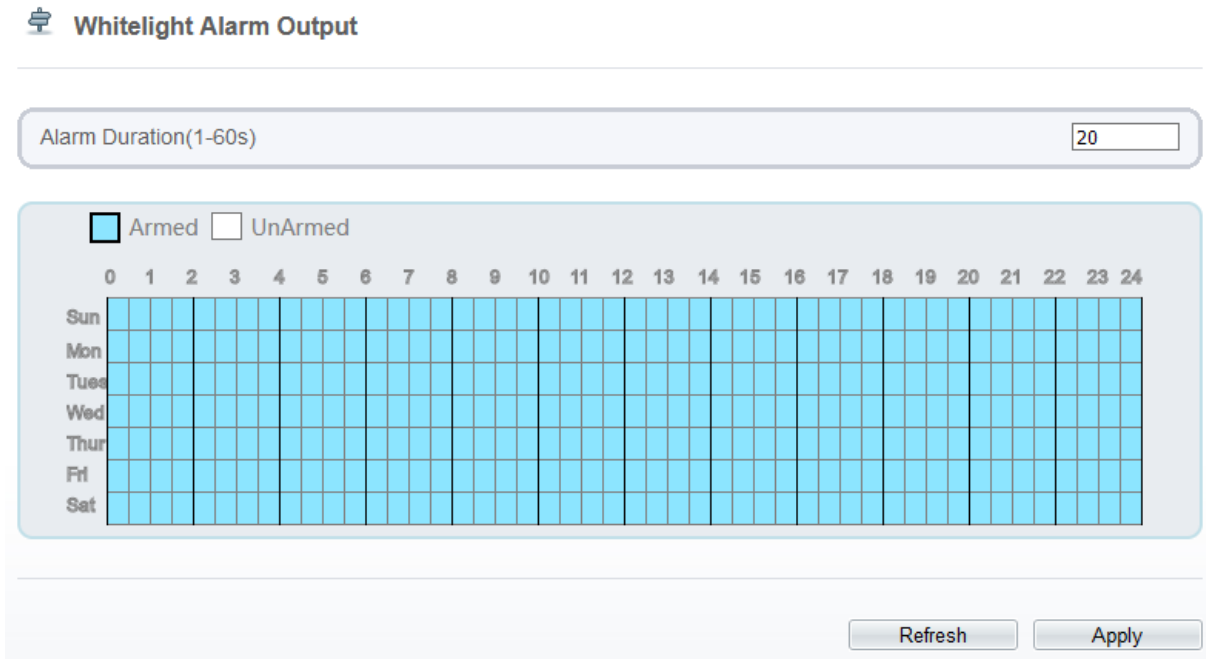 Whitelight Alarm Output
Alarm Duration(1-60s) 20
Armed UnArmed
0 1 2 3 4 5 6 7 8 9 10 11 12 13 14 15 16 17 18 19 20 21 22 23 24
Sun
Mon
Tues
Wed
Thur
Fri
Sat
Refresh Apply